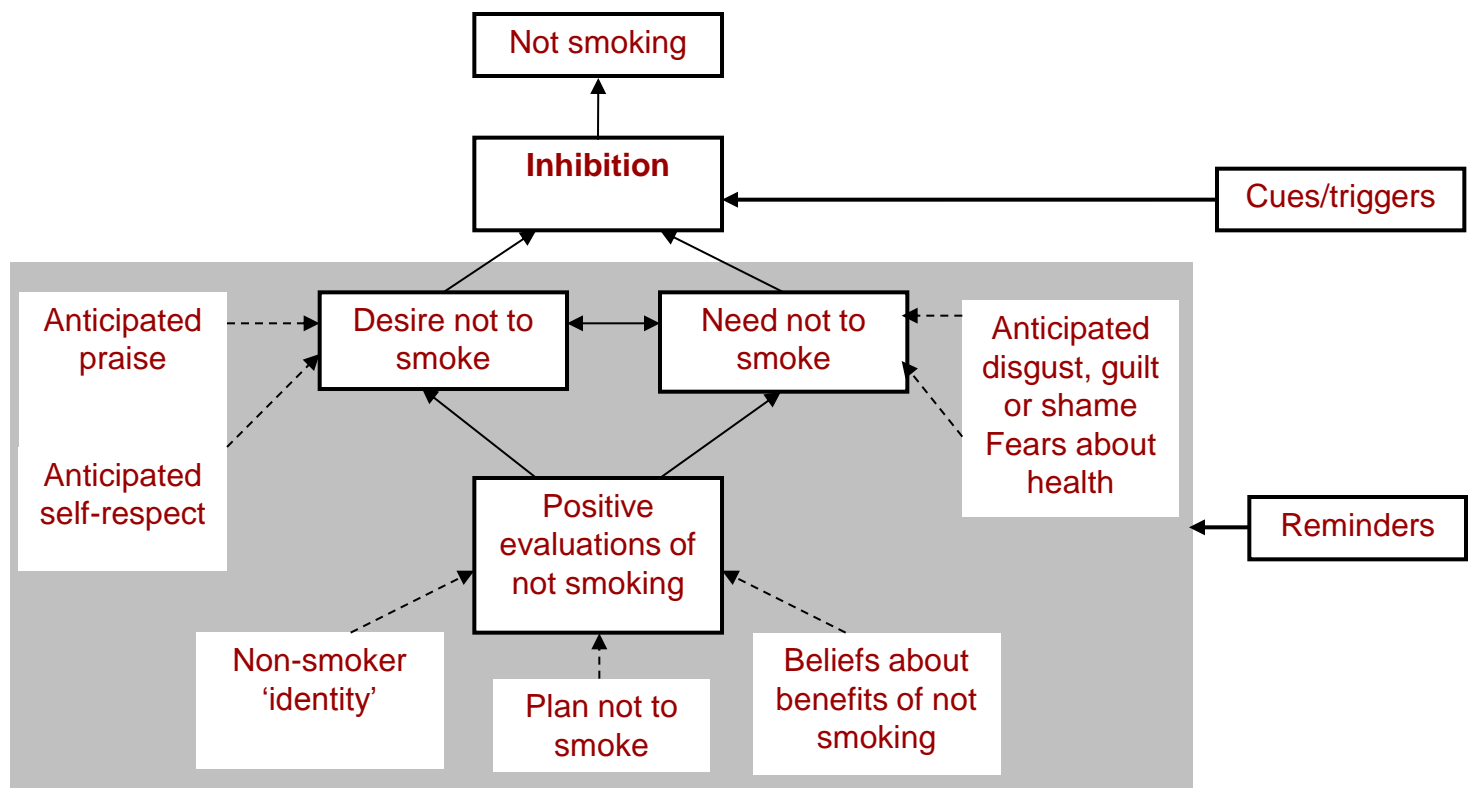 Not smoking
Inhibition
Cues/triggers
Anticipated
praise
Desire not to
smoke
Need not to
smoke
Anticipated
disgust, guilt
or shame
Fears about
health
Anticipated
self-respect
Positive
evaluations of
not smoking
Reminders
Non-smoker
‘identity’
Plan not to
smoke
Beliefs about
benefits of not
smoking